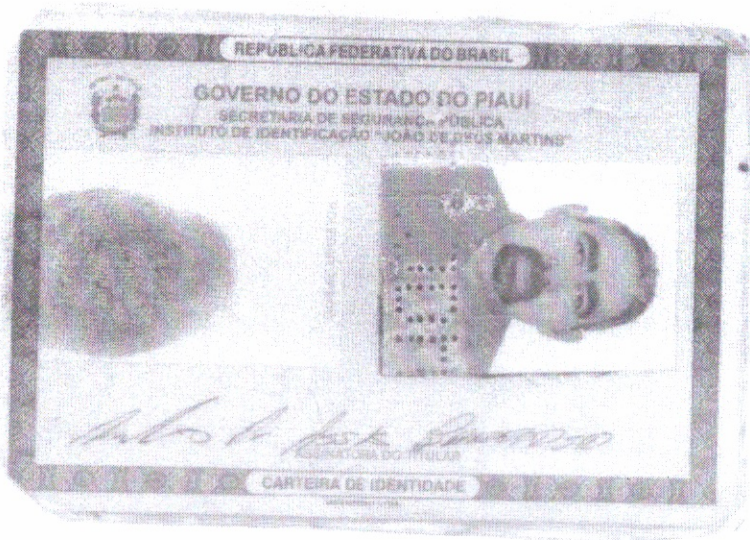 REPÚBLICA FEDERATIVA DO BRASIL
GOVERNO DO ESTADO DO PIAUÍ
SECRETARIA DE SEGURANÇA PÚBLICA
INSTITUTO DE IDENTIFICAÇÃO "JOÃO DE DEUS MARTINS"
ASSINATURA DO TITULAR
CARTEIRA DE IDENTIDADE